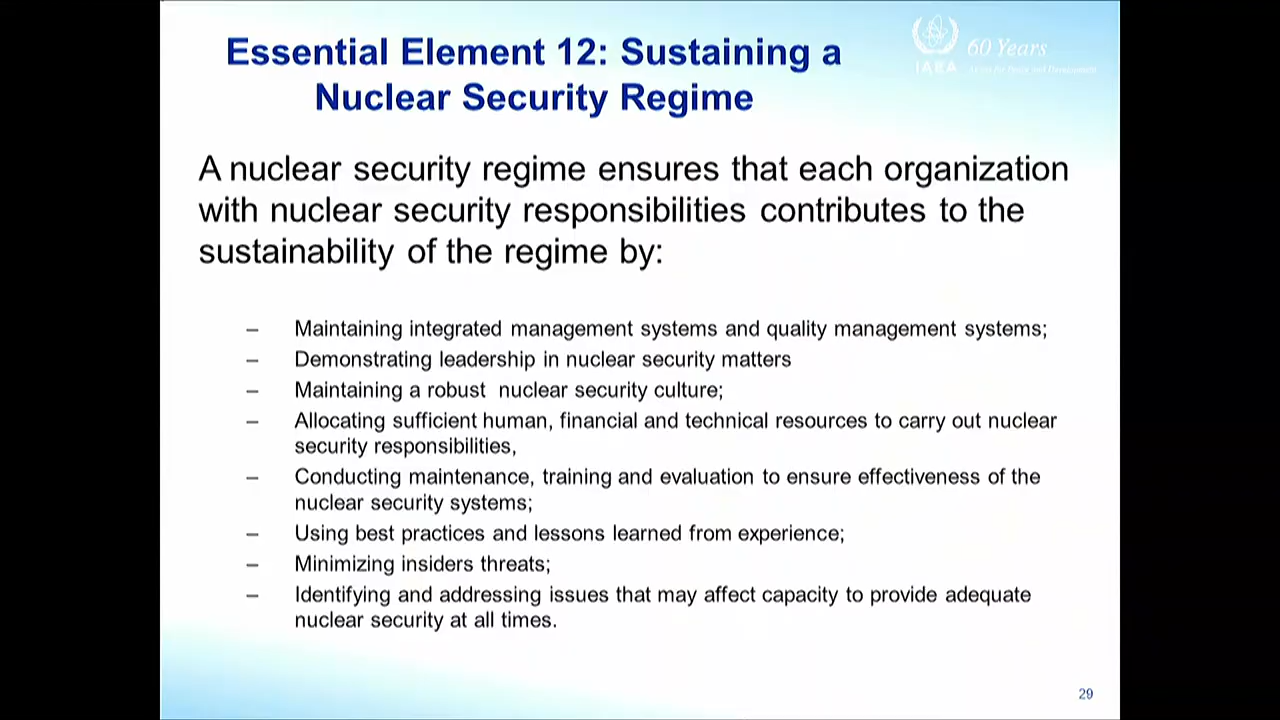 Essential Element 12: Sustaining a
Nuclear Security Regime
IAEA
60 Years
A nuclear security regime ensures that each organization
with nuclear security responsibilities contributes to the
sustainability of the regime by:
– Maintaining integrated management systems and quality management systems;
– Demonstrating leadership in nuclear security matters
– Maintaining a robust nuclear security culture;
– Allocating sufficient human, financial and technical resources to carry out nuclear
security responsibilities,
– Conducting maintenance, training and evaluation to ensure effectiveness of the
nuclear security systems;
– Using best practices and lessons learned from experience;
– Minimizing insiders threats;
– Identifying and addressing issues that may affect capacity to provide adequate
nuclear security at all times.
29